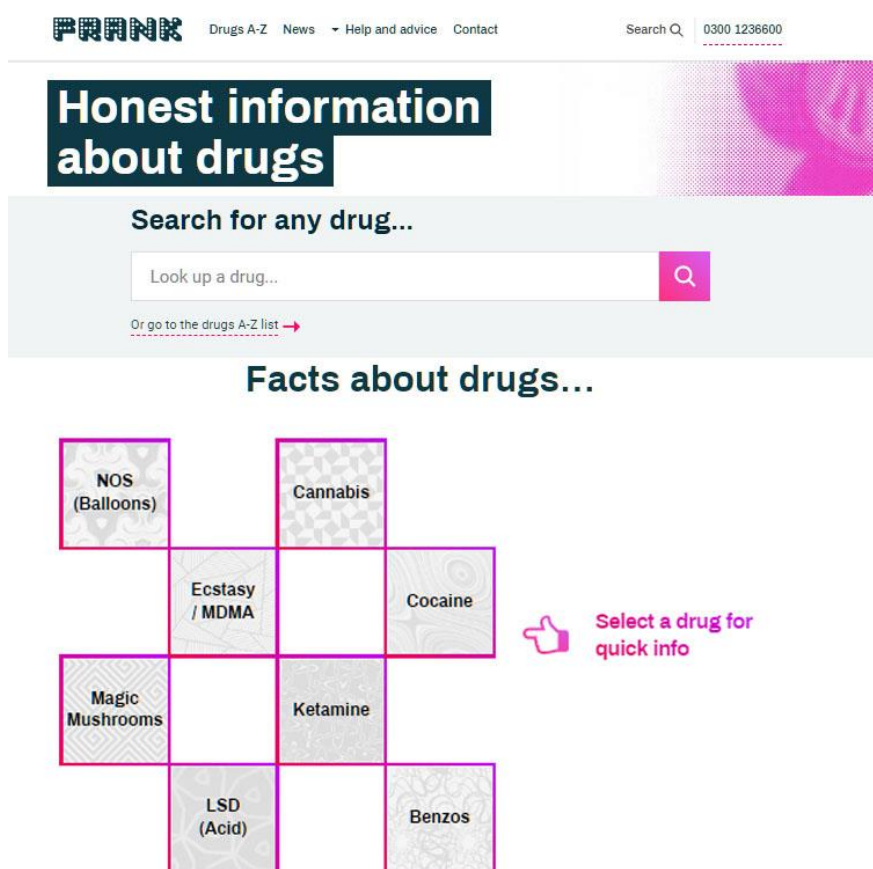 FRANK Drugs A-Z News Help and advice Contact Search 0300 1236600
Honest information
about drugs
Search for any drug...
Look up a drug...
Or go to the drugs A-Z list
Facts about drugs...
NOS
(Balloons)
Cannabis
Ecstasy
/ MDMA
Cocaine
Select a drug for
quick info
Magic
Mushrooms
Ketamine
LSD
(Acid)
Benzos